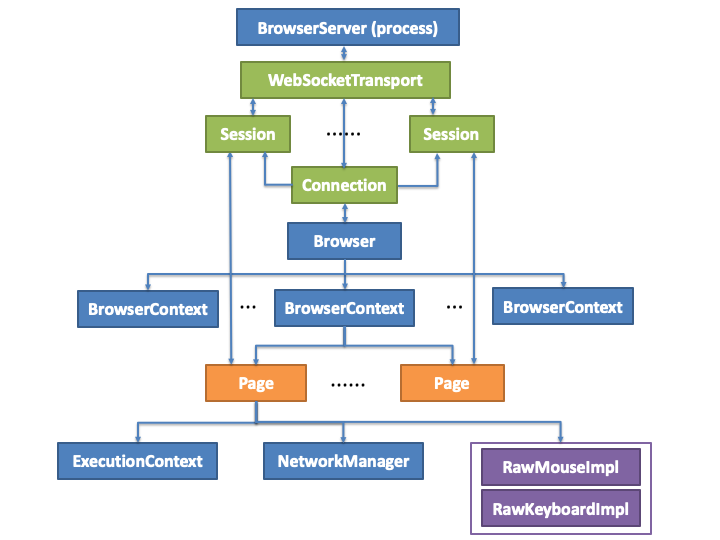 BrowserServer (process)
WebSocketTransport
Session
······
Session
Connection
Browser
BrowserContext
···
BrowserContext
···
BrowserContext
Page
······
Page
ExecutionContext
NetworkManager
RawMouseImpl
RawKeyboardImpl